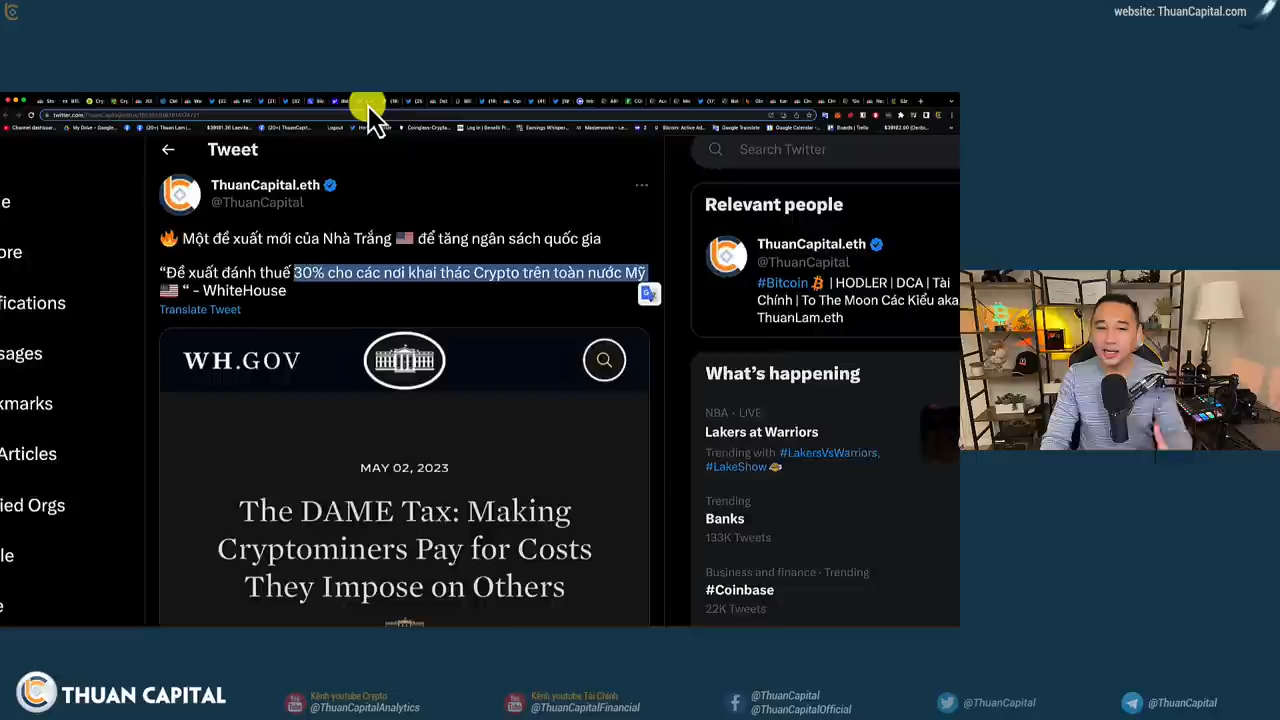 website: ThuanCapital.com
Tweet
Search Twitter
ThuanCapital.eth
@ThuanCapital
🔥 Một đề xuất mới của Nhà Trắng 🇺🇸 để tăng ngân sách quốc gia
“Đề xuất đánh thuế 30% cho các nơi khai thác Crypto trên toàn nước Mỹ
🇺🇸 “ - WhiteHouse
Translate Tweet
WH.GOV
MAY 02, 2023
The DAME Tax: Making
Cryptominers Pay for Costs
They Impose on Others
Relevant people
ThuanCapital.eth
@ThuanCapital
#Bitcoin | HODLER | DCA | Tài
Chính | To The Moon Các Kiểu aka
ThuanLam.eth
What’s happening
NBA · LIVE
Lakers at Warriors
Trending with #LakersVsWarriors,
#LakeShow
Trending
Banks
133K Tweets
Business and finance · Trending
#Coinbase
22K Tweets
e
ore
fications
sages
kmarks
Articles
ied Orgs
le
e
THUAN CAPITAL
Kênh youtube Crypto
@ThuanCapitalAnalytics
Kênh youtube Tài Chính
@ThuanCapitalFinancial
@ThuanCapital
@ThuanCapitalOfficial
@ThuanCapital
@ThuanCapital